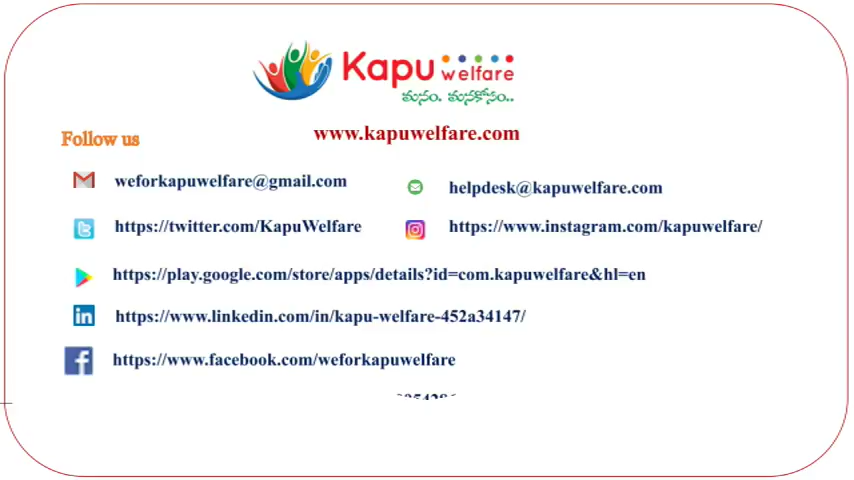 Kapu welfare
మనం. మనకోసం..
www.kapuwelfare.com
Follow us
weforkapuwelfare@gmail.com
helpdesk@kapuwelfare.com
https://twitter.com/KapuWelfare
https://www.instagram.com/kapuwelfare/
https://play.google.com/store/apps/details?id=com.kapuwelfare&hl=en
https://www.linkedin.com/in/kapu-welfare-452a34147/
https://www.facebook.com/weforkapuwelfare